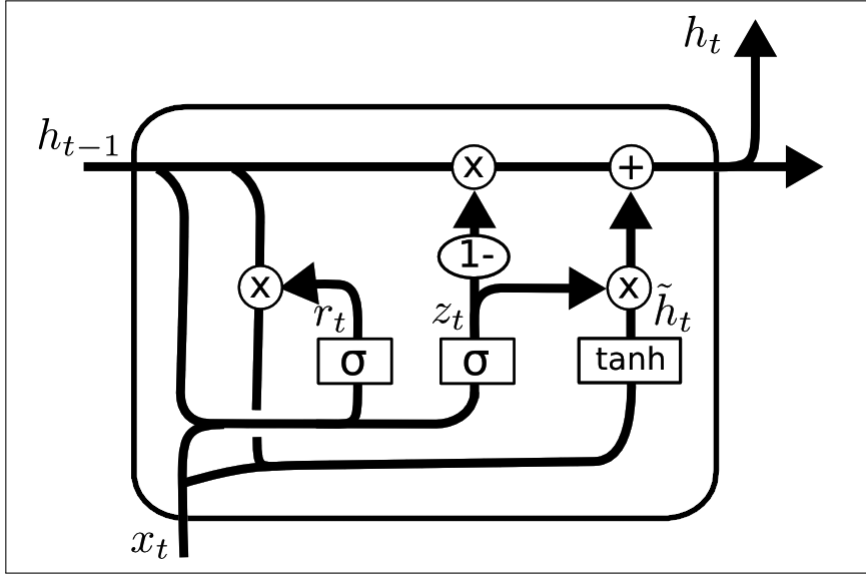 h_t
h_{t-1}
x +
1-
x x
r_t z_t h̃_t
σ σ tanh
x_t